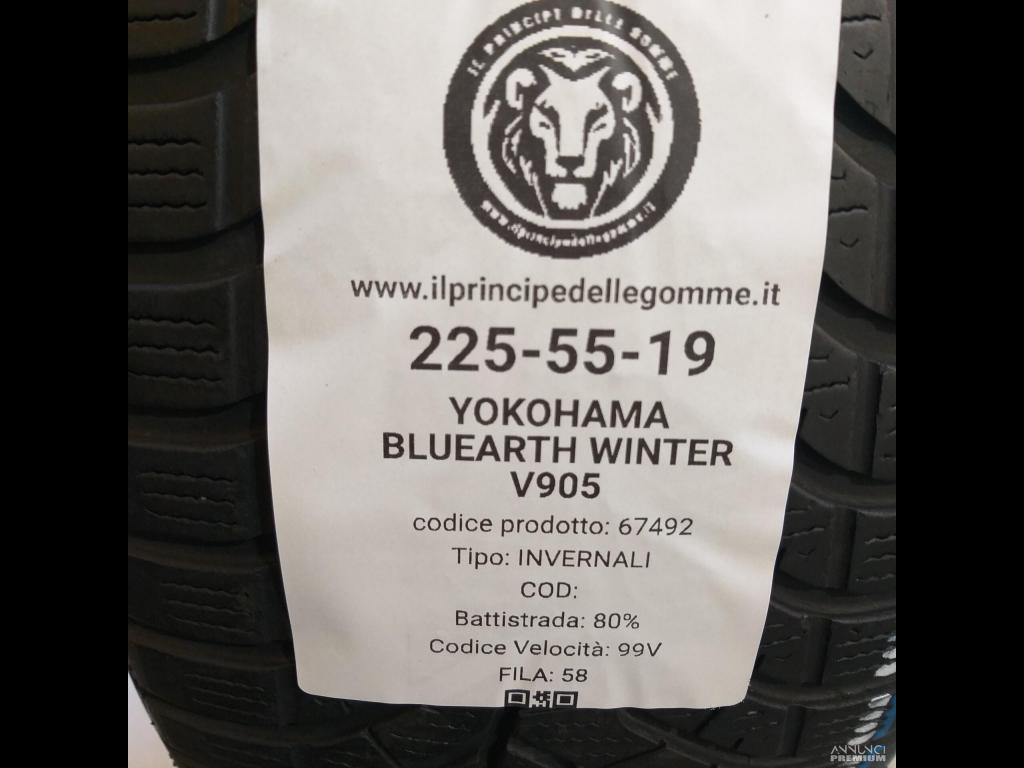 IL PRINCIPE DELLE GOMME
www.ilprincipedellegomme.it
www.ilprincipedellegomme.it
225-55-19
YOKOHAMA
BLUEARTH WINTER
V905
codice prodotto: 67492
Tipo: INVERNALI
COD:
Battistrada: 80%
Codice Velocità: 99V
FILA: 58
ANNUNCI
PREMIUM